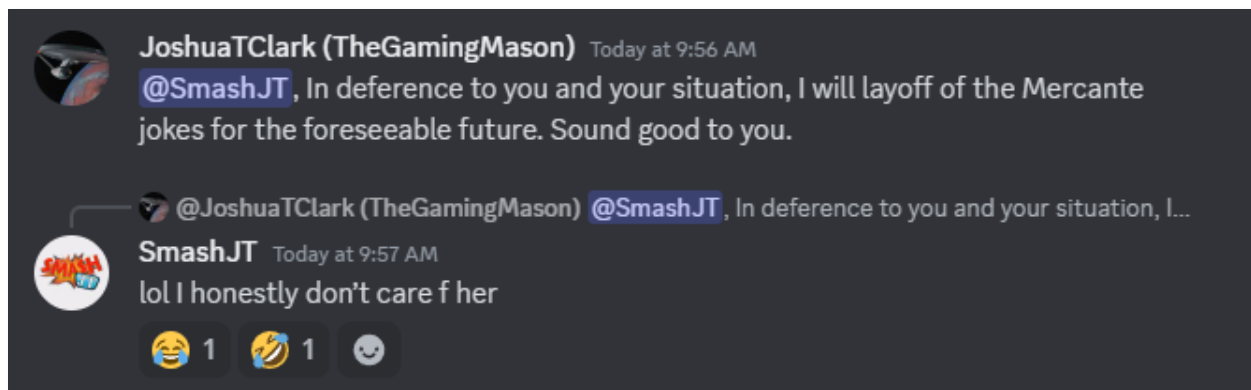 JoshuaTClark (TheGamingMason) Today at 9:56 AM
@SmashJT, In deference to you and your situation, I will layoff of the Mercante
jokes for the foreseeable future. Sound good to you.
@JoshuaTClark (TheGamingMason) @SmashJT, In deference to you and your situation, I...
SmashJT Today at 9:57 AM
SMASH JT
lol I honestly don't care f her
1 1